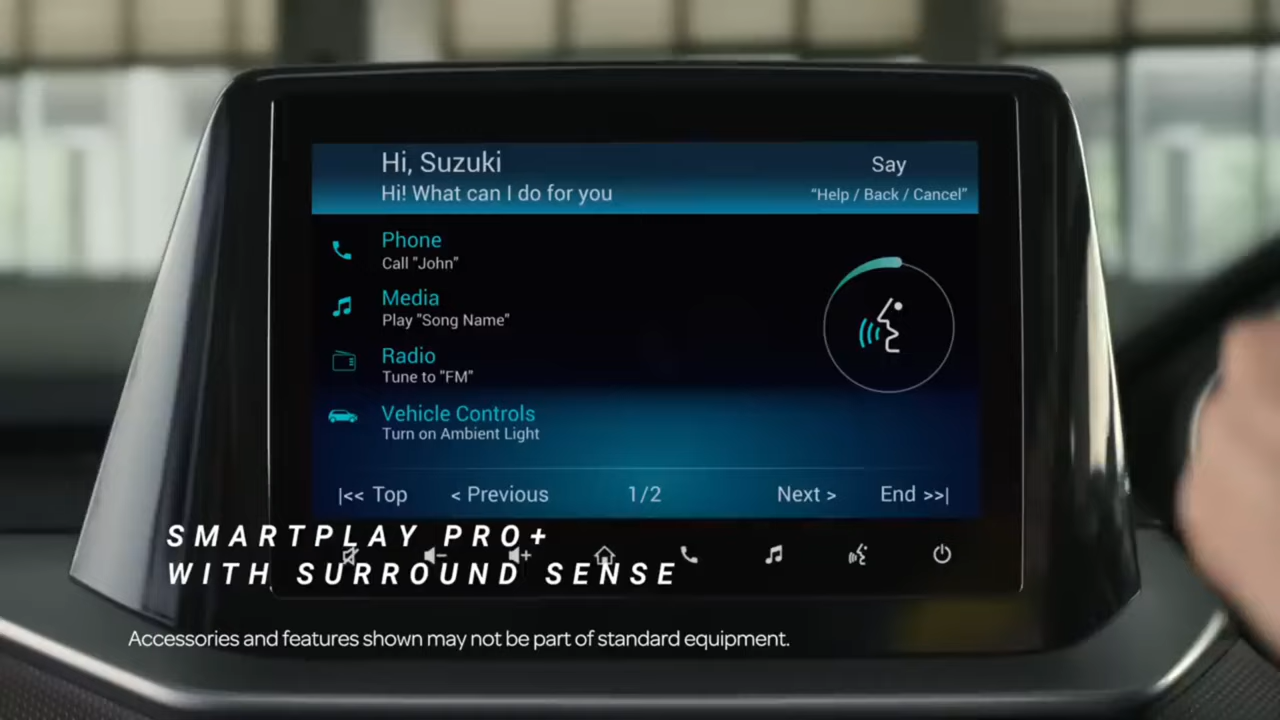 Hi, Suzuki
Hi! What can I do for you
Say
"Help / Back / Cancel"
Phone
Call "John"
Media
Play "Song Name"
Radio
Tune to "FM"
Vehicle Controls
Turn on Ambient Light
|<< Top < Previous 1/2 Next > End >>|
SMARTPLAY PRO+
WITH SURROUND SENSE
Accessories and features shown may not be part of standard equipment.